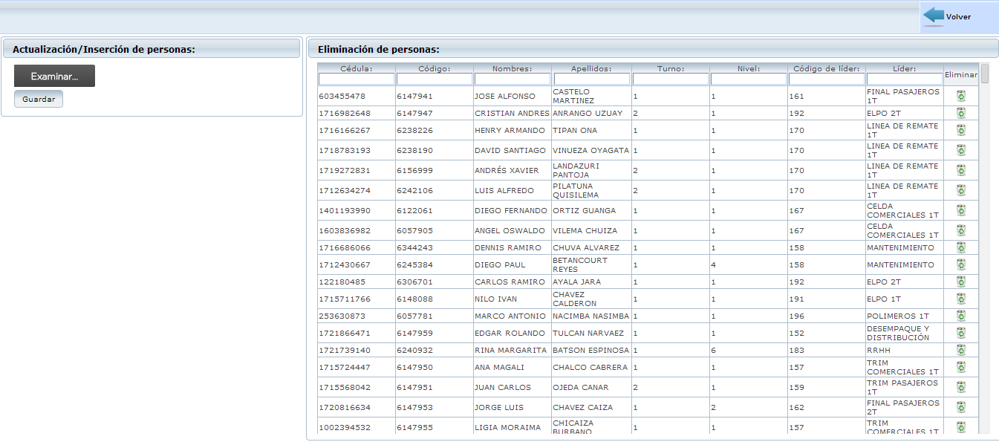 Volver
Actualización/Inserción de personas:
Examinar...
Guardar
Eliminación de personas:
Cédula: Código: Nombres: Apellidos: Turno: Nivel: Código de líder: Líder: Eliminar
603455478 6147941 JOSE ALFONSO CASTELO MARTINEZ 1 1 161 FINAL PASAJEROS 1T
1716982648 6147947 CRISTIAN ANDRES ANRANGO UZUAY 2 1 192 ELPO 2T
1716166267 6238226 HENRY ARMANDO TIPAN ONA 1 1 170 LINEA DE REMATE 1T
1718783193 6238190 DAVID SANTIAGO VINUEZA OYAGATA 1 1 170 LINEA DE REMATE 1T
1719272831 6156999 ANDRÉS XAVIER LANDAZURI PANTOJA 2 1 170 LINEA DE REMATE 1T
1712634274 6242106 LUIS ALFREDO PILATUNA QUISILEMA 2 1 170 LINEA DE REMATE 1T
1401193990 6122061 DIEGO FERNANDO ORTIZ GUANGA 1 1 167 CELDA COMERCIALES 1T
1603836982 6057905 ANGEL OSWALDO VILEMA CHUIZA 1 1 167 CELDA COMERCIALES 1T
1716686066 6344243 DENNIS RAMIRO CHUVA ALVAREZ 1 1 158 MANTENIMIENTO
1712430667 6245384 DIEGO PAUL BETANCOURT REYES 1 4 158 MANTENIMIENTO
122180485 6306701 CARLOS RAMIRO AYALA JARA 1 1 192 ELPO 2T
1715711766 6148088 NILO IVAN CHAVEZ CALDERON 1 1 191 ELPO 1T
253630873 6057781 MARCO ANTONIO NACIMBA NASIMBA 1 1 196 POLIMEROS 1T
1721866471 6147959 EDGAR ROLANDO TULCAN NARVAEZ 1 1 152 DESEMPAQUE Y DISTRIBUCIÓN
1721739140 6240932 RINA MARGARITA BATSON ESPINOSA 1 6 183 RRHH
1715724447 6147950 ANA MAGALI CHALCO CABRERA 1 1 157 TRIM COMERCIALES 1T
1715568042 6147951 JUAN CARLOS OJEDA CANAR 2 1 159 TRIM PASAJEROS 1T
1720816634 6147953 JORGE LUIS CHAVEZ CAIZA 1 2 162 FINAL PASAJEROS 2T
1002394532 6147955 LIGIA MORAIMA CHICAIZA BURBANO 1 1 157 TRIM COMERCIALES 1T